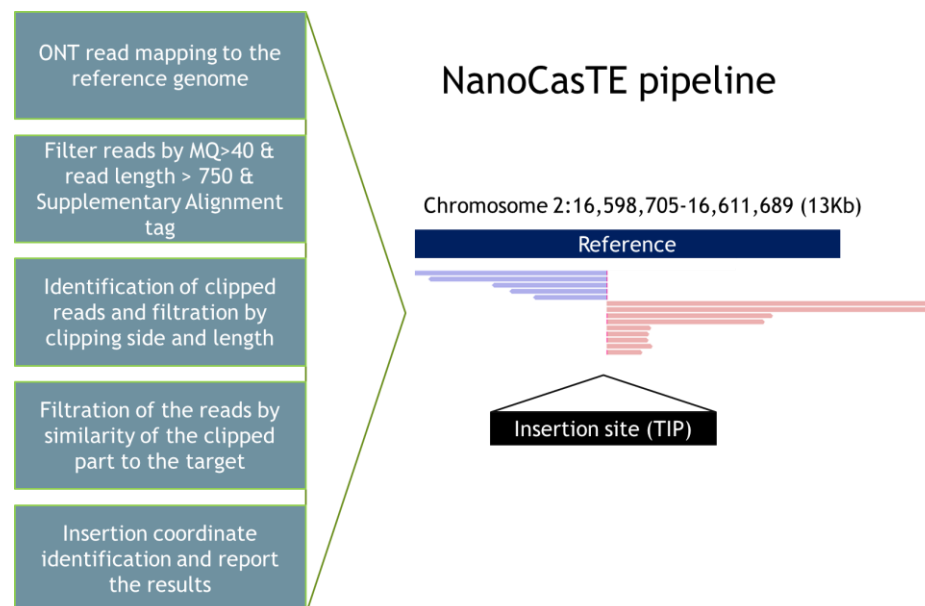 ONT read mapping to the
reference genome
Filter reads by MQ>40 &
read length > 750 &
Supplementary Alignment
tag
Identification of clipped
reads and filtration by
clipping side and length
Filtration of the reads by
similarity of the clipped
part to the target
Insertion coordinate
identification and report
the results
NanoCasTE pipeline
Chromosome 2:16,598,705-16,611,689 (13Kb)
Reference
Insertion site (TIP)